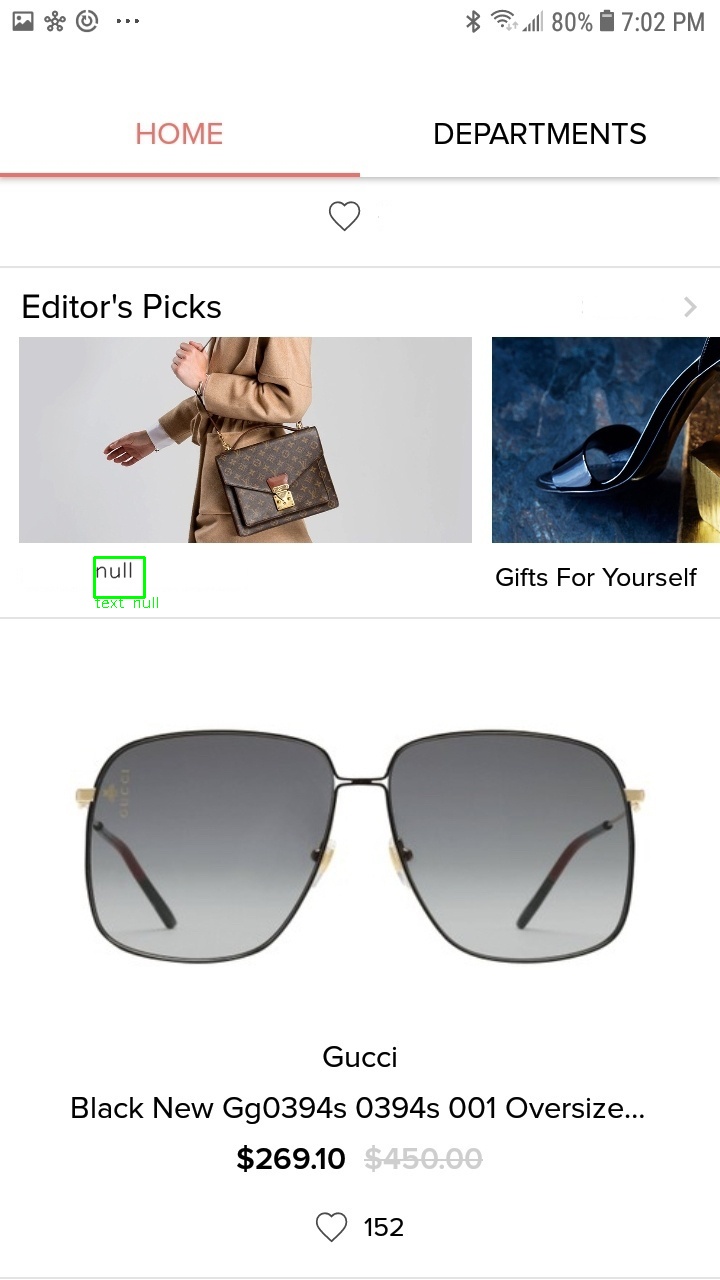 80% 7:02 PM
HOME DEPARTMENTS
Editor's Picks
null
text null
Gifts For Yourself
GUCCI
Gucci
Black New Gg0394s 0394s 001 Oversize...
$269.10 $450.00
152